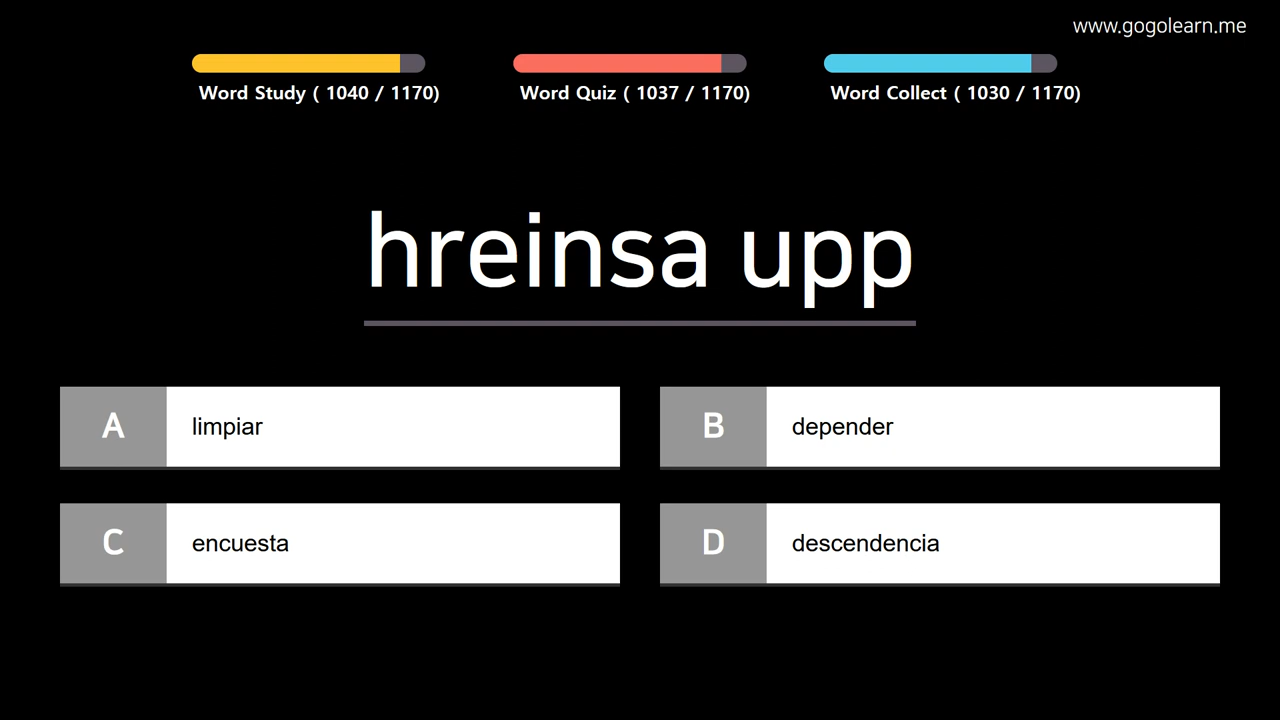 www.gogolearn.me
Word Study ( 1040 / 1170)
Word Quiz ( 1037 / 1170)
Word Collect ( 1030 / 1170)
hreinsa upp
A limpiar
B depender
C encuesta
D descendencia